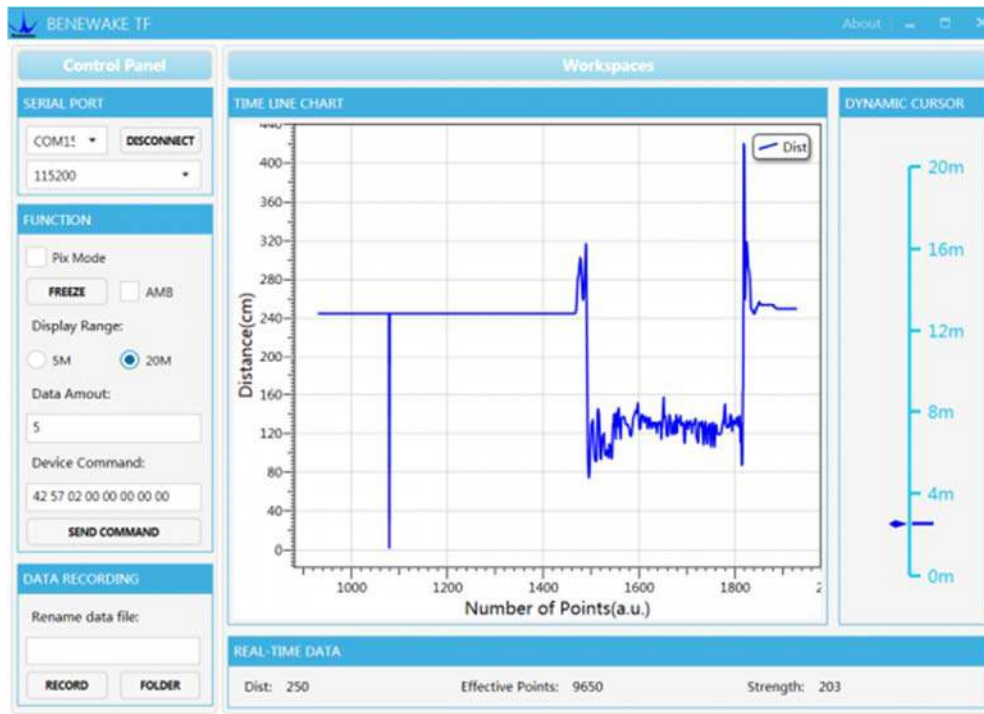 BENEWAKE TF
About
Control Panel
Workspaces
SERIAL PORT
DISCONNECT
115200
FUNCTION
Pix Mode
FREEZE
AMB
Display Range:
5M
20M
Data Amout:
5
Device Command:
42 57 02 00 00 00 00 00
SEND COMMAND
DATA RECORDING
Rename data file:
RECORD
FOLDER
TIME LINE CHART
Dist
400
360
320
280
240
200
160
120
80
40
0
Distance(cm)
1000 1200 1400 1600 1800
Number of Points(a.u.)
DYNAMIC CURSOR
20m
16m
12m
8m
4m
0m
REAL-TIME DATA
Dist: 250 Effective Points: 9650 Strength: 203